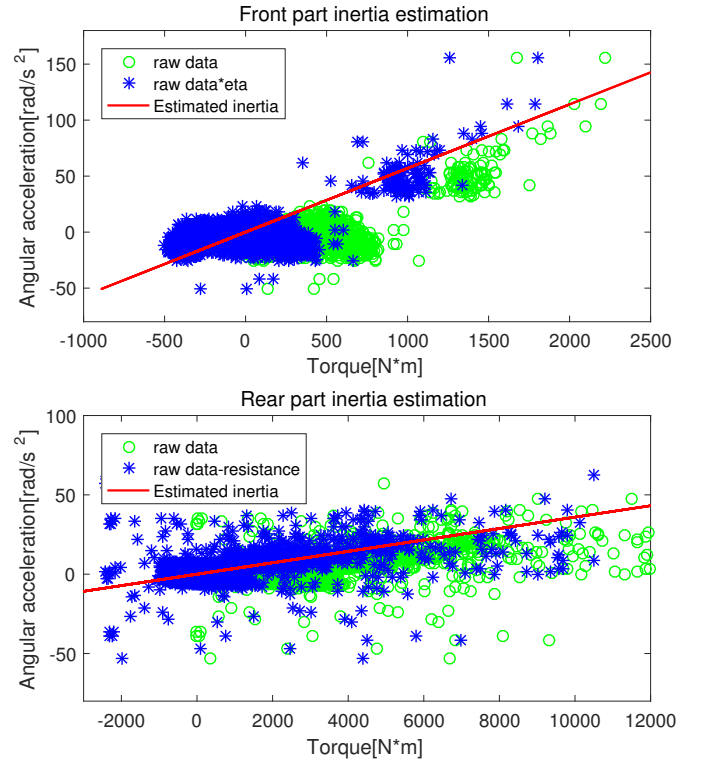 Front part inertia estimation
Angular acceleration[rad/s 2]
150
100
50
0
-50
raw data
raw data*eta
Estimated inertia
-1000 -500 0 500 1000 1500 2000 2500
Torque[N*m]
Rear part inertia estimation
Angular acceleration[rad/s 2]
100
50
0
-50
raw data
raw data-resistance
Estimated inertia
-2000 0 2000 4000 6000 8000 10000 12000
Torque[N*m]